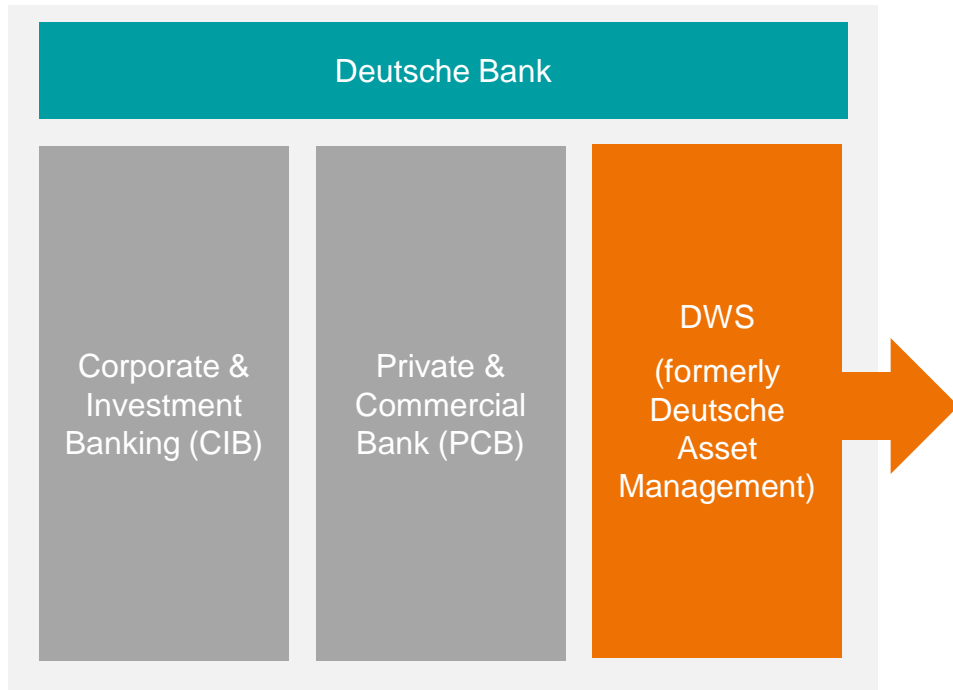 Deutsche Bank
Corporate &
Investment
Banking (CIB)
Private &
Commercial
Bank (PCB)
DWS
(formerly
Deutsche
Asset
Management)